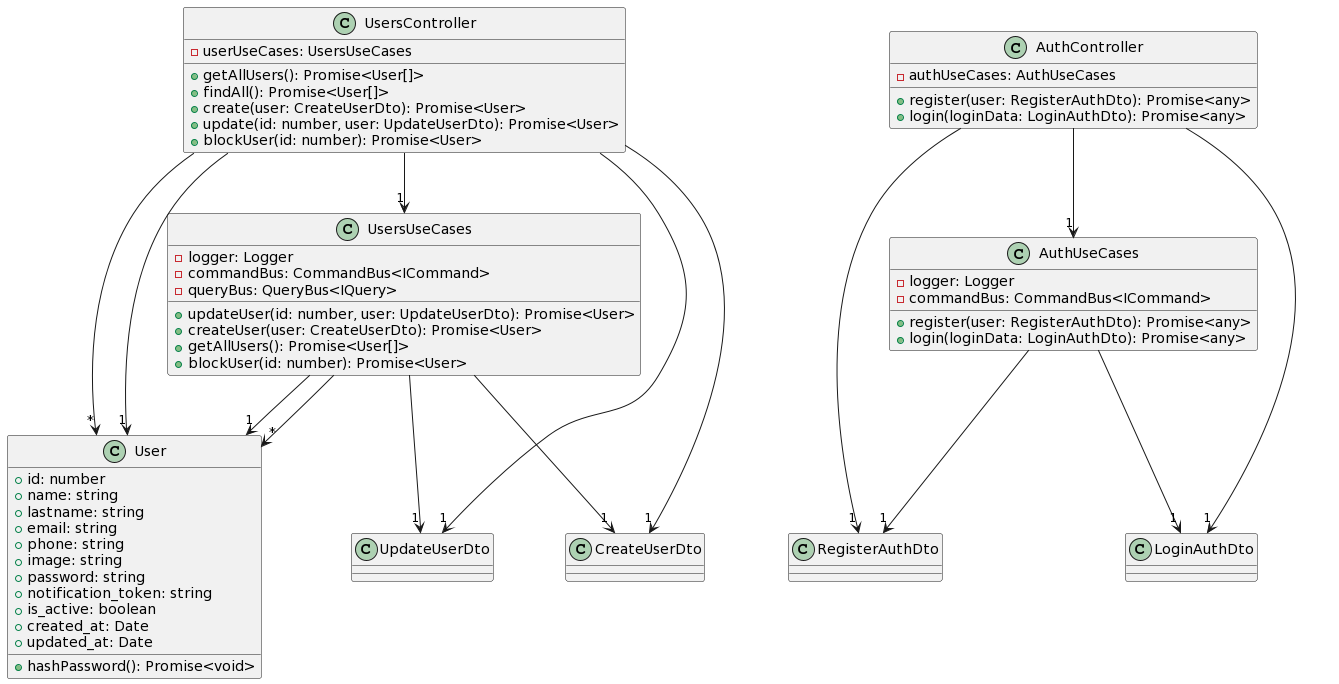 C UsersController
userUseCases: UsersUseCases
getAllUsers(): Promise<User[]>
findAll(): Promise<User[]>
create(user: CreateUserDto): Promise<User>
update(id: number, user: UpdateUserDto): Promise<User>
blockUser(id: number): Promise<User>
C AuthController
authUseCases: AuthUseCases
register(user: RegisterAuthDto): Promise<any>
login(loginData: LoginAuthDto): Promise<any>
1
1
C UsersUseCases
logger: Logger
commandBus: CommandBus<ICommand>
queryBus: QueryBus<IQuery>
updateUser(id: number, user: UpdateUserDto): Promise<User>
createUser(user: CreateUserDto): Promise<User>
getAllUsers(): Promise<User[]>
blockUser(id: number): Promise<User>
C AuthUseCases
logger: Logger
commandBus: CommandBus<ICommand>
register(user: RegisterAuthDto): Promise<any>
login(loginData: LoginAuthDto): Promise<any>
* 1 1 *
C User
id: number
name: string
lastname: string
email: string
phone: string
image: string
password: string
notification_token: string
is_active: boolean
created_at: Date
updated_at: Date
hashPassword(): Promise<void>
1 1 1 1 1 1 1 1
C UpdateUserDto
C CreateUserDto
C RegisterAuthDto
C LoginAuthDto